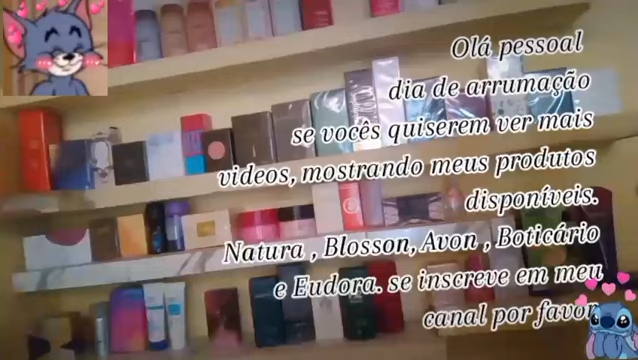 Olá pessoal
dia de arrumação
se vocês quiserem ver mais
videos, mostrando meus produtos
disponíveis.
Natura , Blosson, Avon , Boticário
e Eudora. se inscreve em meu
canal por favor